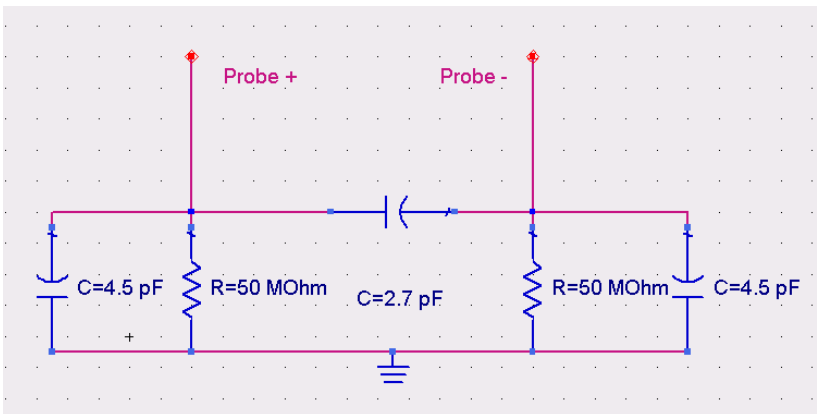 Probe +
Probe -
C=4.5 pF
R=50 MOhm
C=2.7 pF
R=50 MOhm
C=4.5 pF